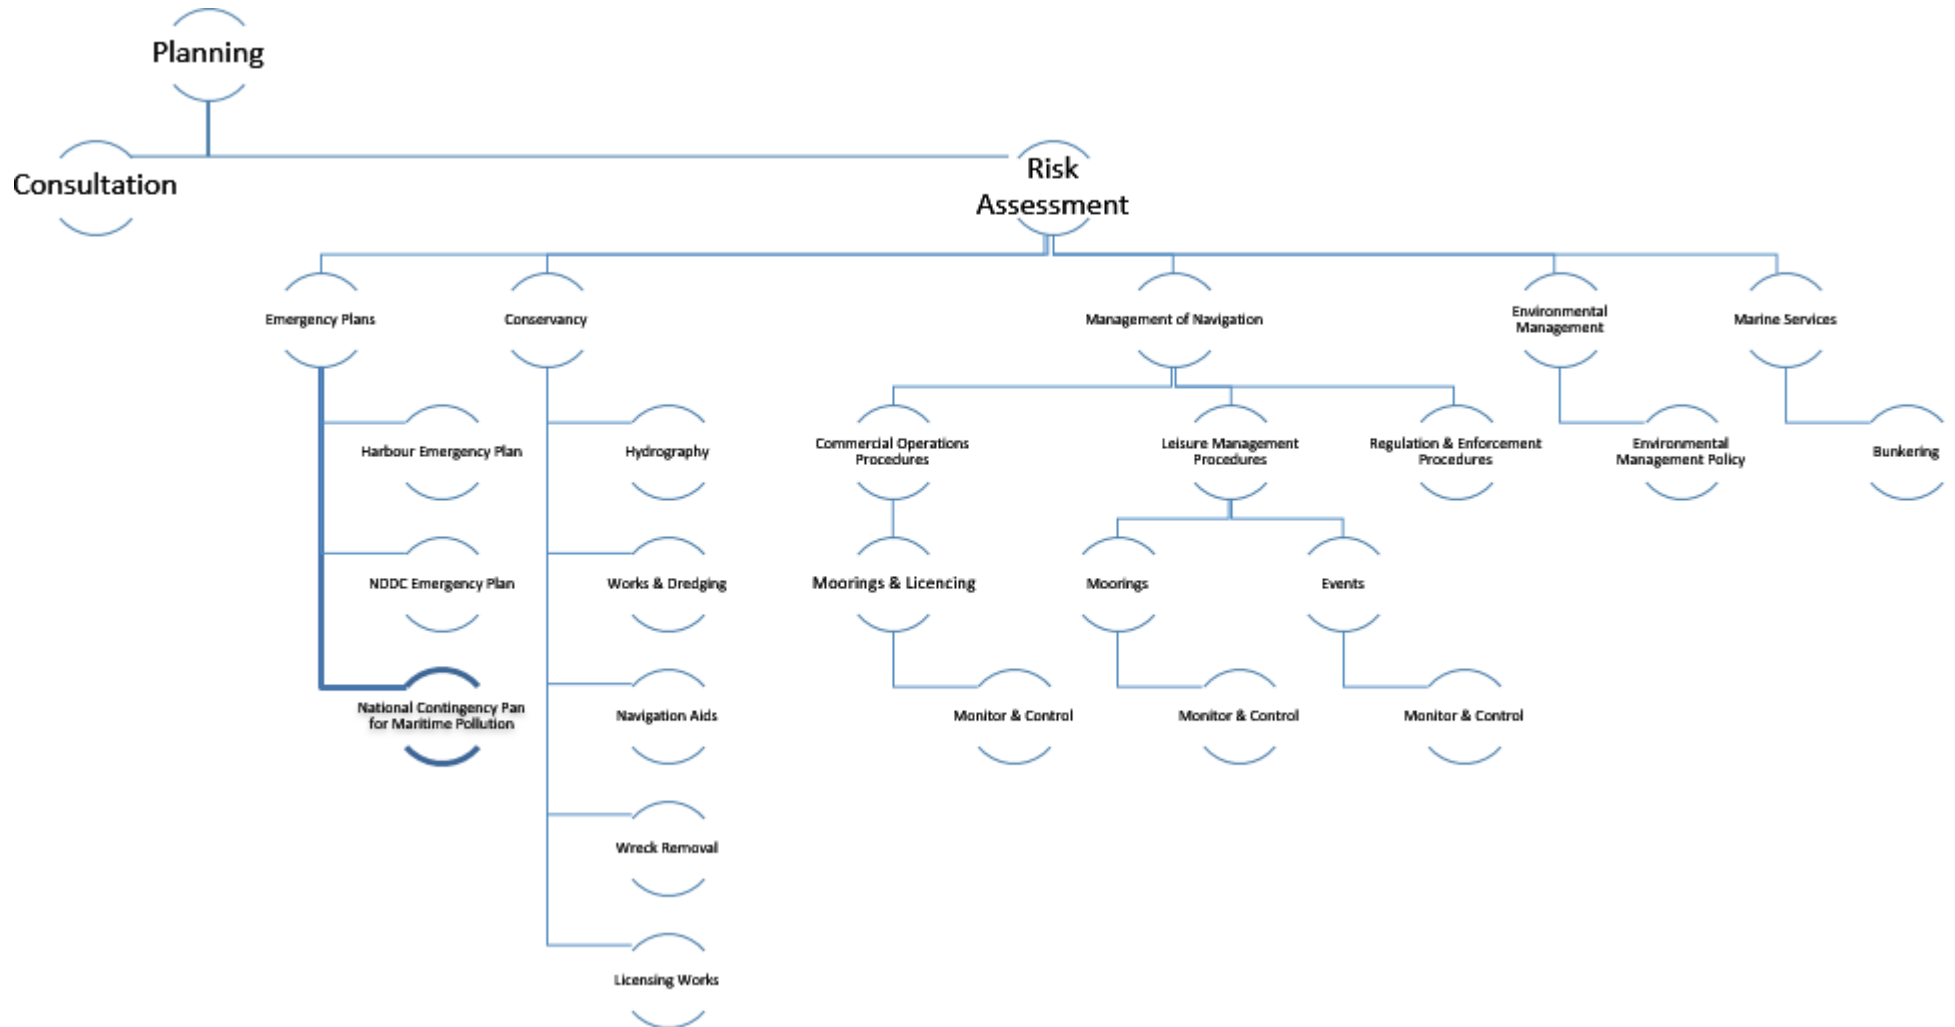 Planning
Consultation
Risk
Assessment
Emergency Plans
Conservancy
Management of Navigation
Environmental
Management
Marine Services
Harbour Emergency Plan
Hydrography
Commercial Operations
Procedures
Leisure Management
Procedures
Regulation & Enforcement
Procedures
Environmental
Management Policy
Bunkering
NDDC Emergency Plan
Works & Dredging
Moorings & Licencing
Moorings
Events
National Contingency Pan
for Maritime Pollution
Navigation Aids
Monitor & Control
Monitor & Control
Monitor & Control
Wreck Removal
Licensing Works